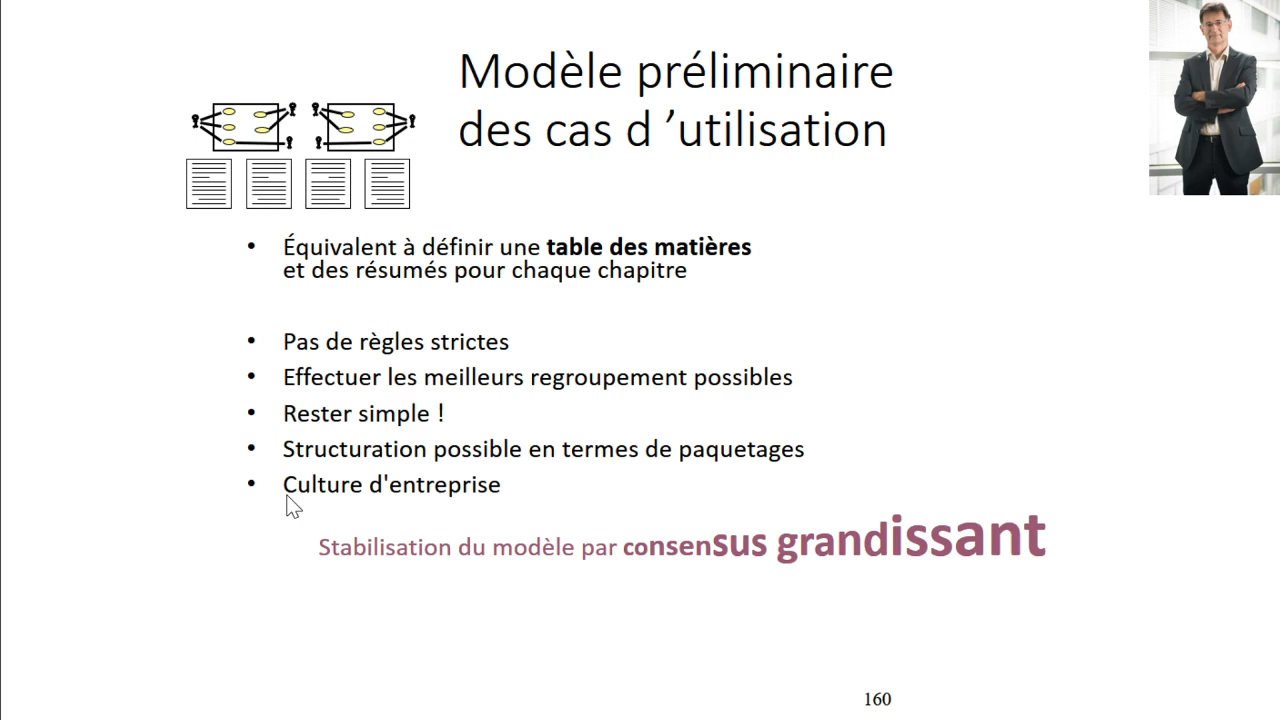 Modèle préliminaire
des cas d ’utilisation
• Équivalent à définir une table des matières
et des résumés pour chaque chapitre
• Pas de règles strictes
• Effectuer les meilleurs regroupement possibles
• Rester simple !
• Structuration possible en termes de paquetages
• Culture d'entreprise
Stabilisation du modèle par consensus grandissant
160